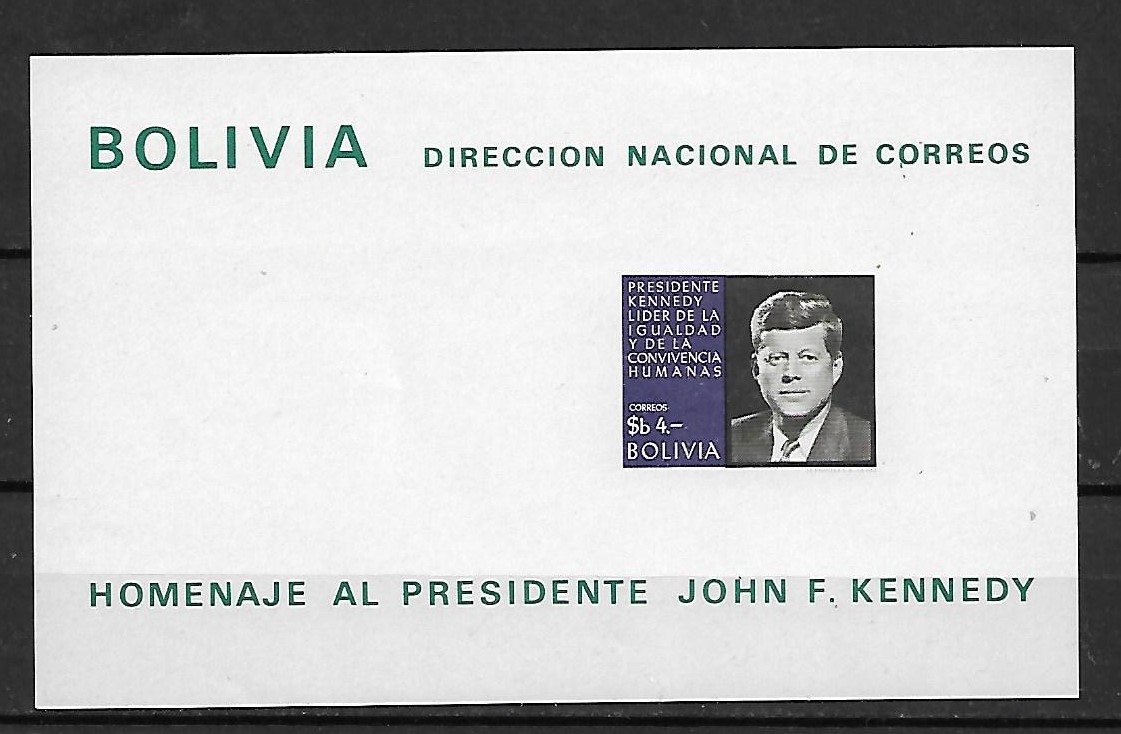 BOLIVIA DIRECCION NACIONAL DE CORREOS
PRESIDENTE
KENNEDY
LIDER DE LA
IGUALDAD
Y DE LA
CONVIVENCIA
HUMANAS
CORREOS
$b 4.-
BOLIVIA
HOMENAJE AL PRESIDENTE JOHN F. KENNEDY